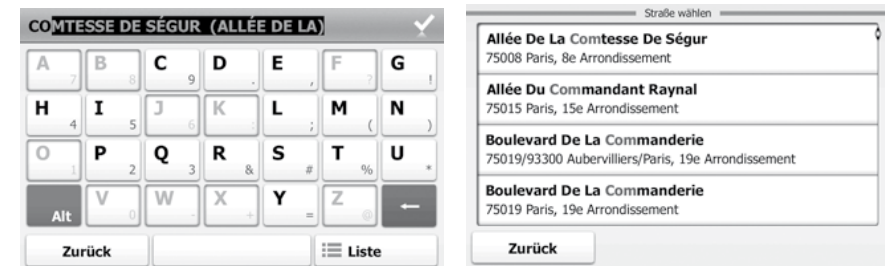 COMTESSE DE SÉGUR (ALLÉE DE LA)
A 7 B 8 C 9 D . E , F ? G !
H 4 I 5 J 6 K : L ; M ( N )
O 1 P 2 Q 3 R & S # T % U *
Alt V 0 W - X + Y = Z @ ←
Zurück Liste
Straße wählen
Allée De La Comtesse De Ségur
75008 Paris, 8e Arrondissement
Allée Du Commandant Raynal
75015 Paris, 15e Arrondissement
Boulevard De La Commanderie
75019/93300 Aubervilliers/Paris, 19e Arrondissement
Boulevard De La Commanderie
75019 Paris, 19e Arrondissement
Zurück